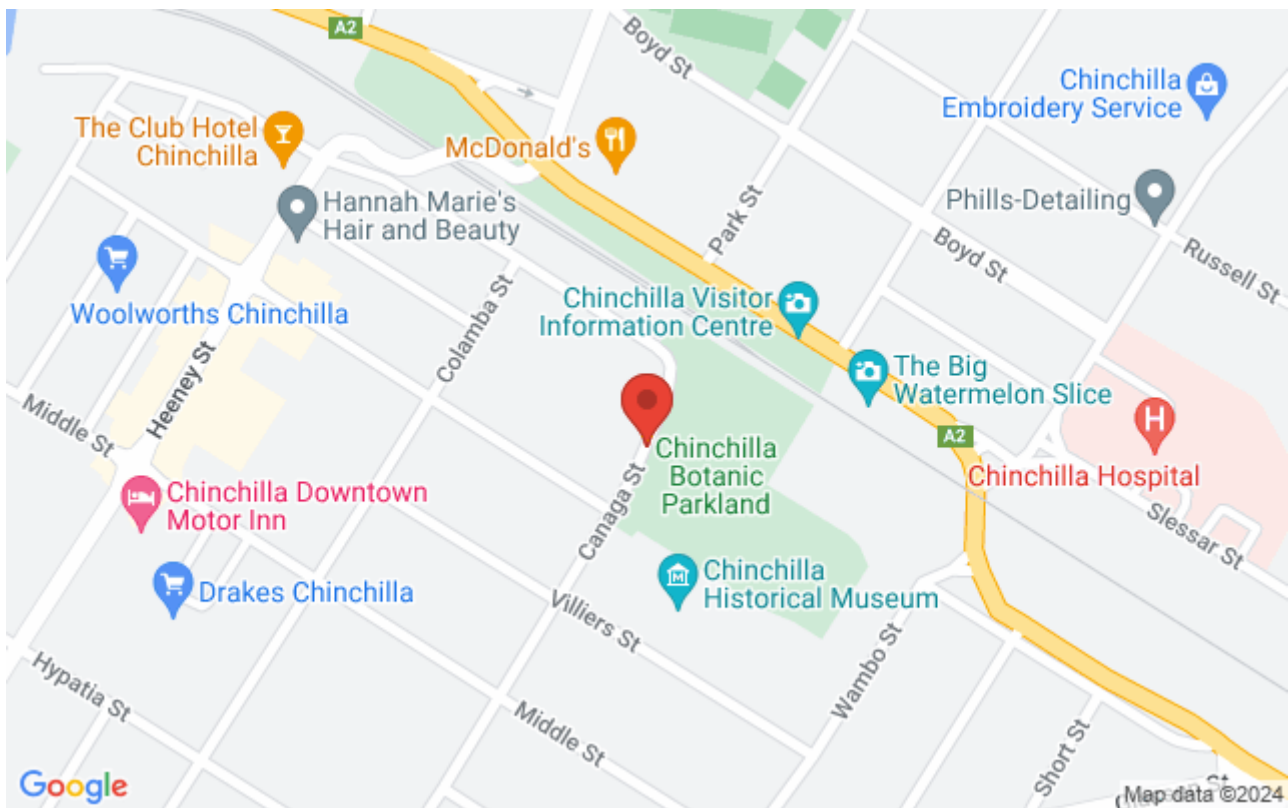 A2
Boyd St
Chinchilla
Embroidery Service
The Club Hotel
Chinchilla
McDonald's
Hannah Marie's
Hair and Beauty
Park St
Phills-Detailing
Boyd St
Russell St
Woolworths Chinchilla
Colamba St
Chinchilla Visitor
Information Centre
Heeney St
The Big
Watermelon Slice
Middle St
A2
H
Chinchilla
Botanic
Parkland
Chinchilla Hospital
Chinchilla Downtown
Motor Inn
Canaga St
Slessar St
Drakes Chinchilla
M
Chinchilla
Historical Museum
Villiers St
Wambo St
Hypatia St
Middle St
Short St
Google
Map data ©2024